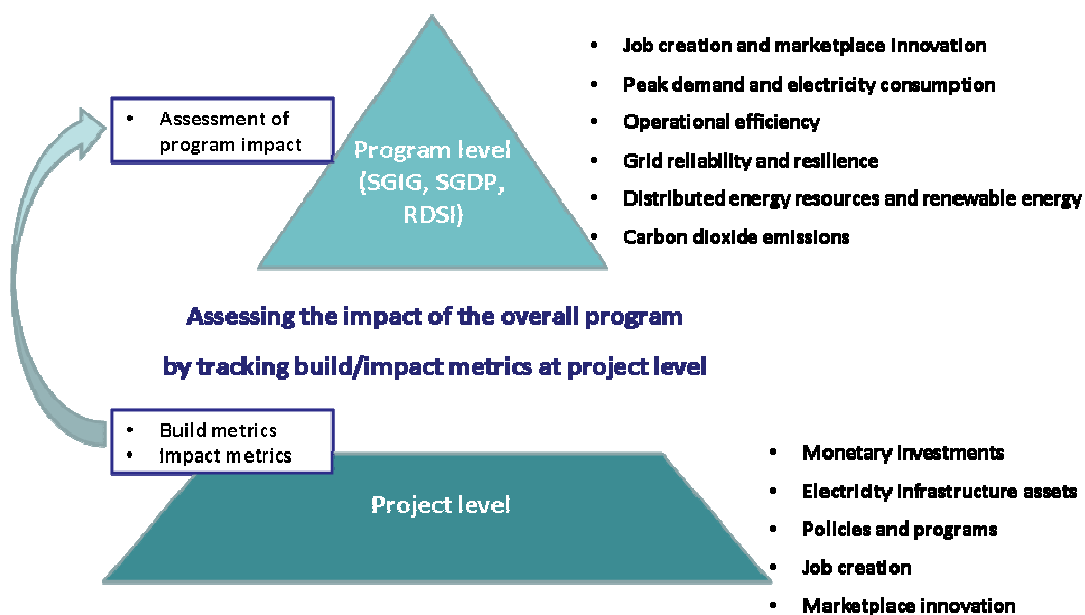 • Job creation and marketplace innovation
• Peak demand and electricity consumption
• Operational efficiency
• Grid reliability and resilience
• Distributed energy resources and renewable energy
• Carbon dioxide emissions
• Assessment of
program impact
Program level
(SGIG, SGDP,
RDSI)
Assessing the impact of the overall program
by tracking build/impact metrics at project level
• Build metrics
• Impact metrics
Project level
• Monetary investments
• Electricity infrastructure assets
• Policies and programs
• Job creation
• Marketplace innovation